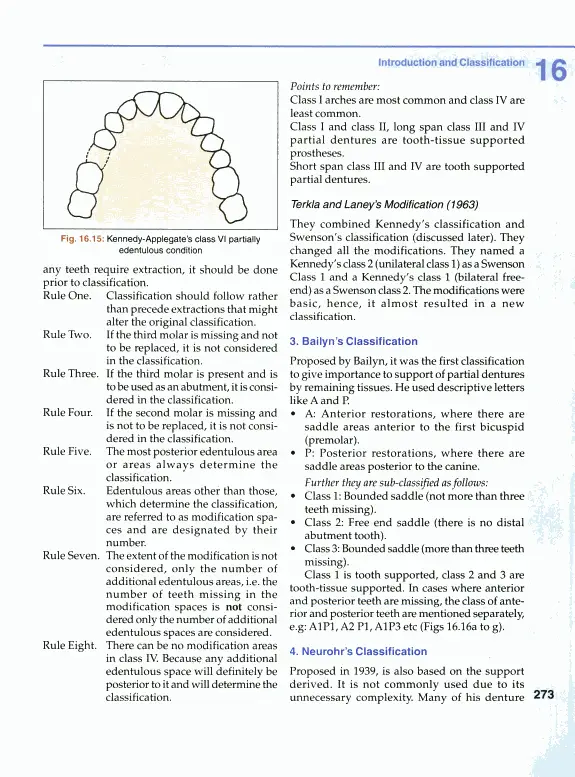 Introduction and Classification
16
Fig. 16.15: Kennedy-Applegate's class VI partially
edentulous condition
any teeth require extraction, it should be done
prior to classification.
Rule One. Classification should follow rather
than precede extractions that might
alter the original classification.
Rule Two. If the third molar is missing and not
to be replaced, it is not considered
in the classification.
Rule Three. If the third molar is present and is
to be used as an abutment, it is consi-
dered in the classification.
Rule Four. If the second molar is missing and
is not to be replaced, it is not consi-
dered in the classification.
Rule Five. The most posterior edentulous area
or areas always determine the
classification.
Rule Six. Edentulous areas other than those,
which determine the classification,
are referred to as modification spa-
ces and are designated by their
number.
Rule Seven. The extent of the modification is not
considered, only the number of
additional edentulous areas, i.e. the
number of teeth missing in the
modification spaces is not consi-
dered only the number of additional
edentulous spaces are considered.
Rule Eight. There can be no modification areas
in class IV. Because any additional
edentulous space will definitely be
posterior to it and will determine the
classification.
Points to remember:
Class I arches are most common and class IV are
least common.
Class I and class II, long span class III and IV
partial dentures are tooth-tissue supported
prostheses.
Short span class III and IV are tooth supported
partial dentures.
Terkla and Laney's Modification (1963)
They combined Kennedy's classification and
Swenson's classification (discussed later). They
changed all the modifications. They named a
Kennedy's class 2 (unilateral class 1) as a Swenson
Class 1 and a Kennedy's class 1 (bilateral free-
end) as a Swenson class 2. The modifications were
basic, hence, it almost resulted in a new
classification.
3. Bailyn's Classification
Proposed by Bailyn, it was the first classification
to give importance to support of partial dentures
by remaining tissues. He used descriptive letters
like A and P.
• A: Anterior restorations, where there are
saddle areas anterior to the first bicuspid
(premolar).
• P: Posterior restorations, where there are
saddle areas posterior to the canine.
Further they are sub-classified as follows:
• Class 1: Bounded saddle (not more than three
teeth missing).
• Class 2: Free end saddle (there is no distal
abutment tooth).
• Class 3: Bounded saddle (more than three teeth
missing).
Class 1 is tooth supported, class 2 and 3 are
tooth-tissue supported. In cases where anterior
and posterior teeth are missing, the class of ante-
rior and posterior teeth are mentioned separately,
e.g: A1P1, A2 P1, A1P3 etc (Figs 16.16a to g).
4. Neurohr's Classification
Proposed in 1939, is also based on the support
derived. It is not commonly used due to its
unnecessary complexity. Many of his denture
273